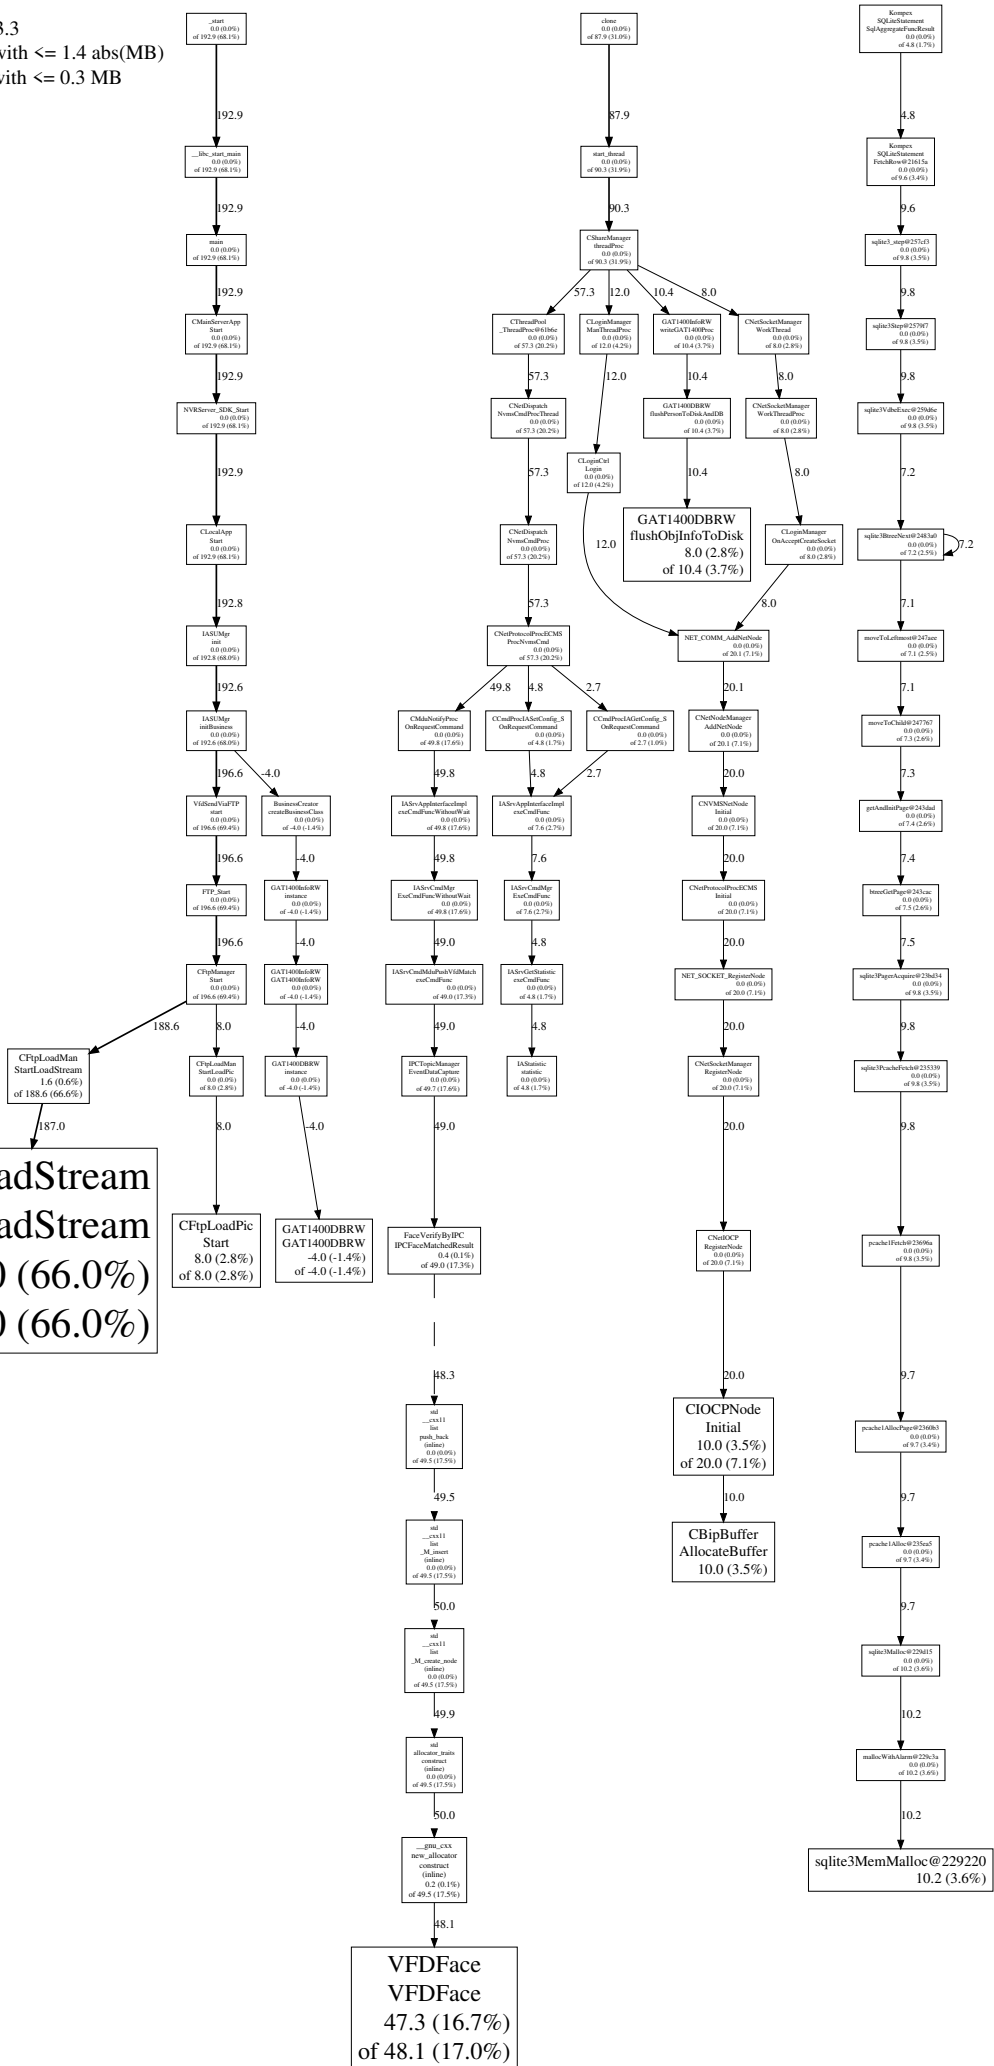 3.3
with <= 1.4 abs(MB)
with <= 0.3 MB
_start
0.0 (0.0%)
of 192.9 (68.1%)
192.9
__libc_start_main
0.0 (0.0%)
of 192.9 (68.1%)
192.9
main
0.0 (0.0%)
of 192.9 (68.1%)
192.9
CMainServerApp
Start
0.0 (0.0%)
of 192.9 (68.1%)
192.9
NVRServer_SDK_Start
0.0 (0.0%)
of 192.9 (68.1%)
192.9
CLocalApp
Start
0.0 (0.0%)
of 192.9 (68.1%)
192.8
IASUMgr
init
0.0 (0.0%)
of 192.8 (68.0%)
192.6
IASUMgr
initBusiness
0.0 (0.0%)
of 192.6 (68.0%)
196.6
-4.0
VfdSendViaFTP
start
0.0 (0.0%)
of 196.6 (69.4%)
196.6
FTP_Start
0.0 (0.0%)
of 196.6 (69.4%)
196.6
CFtpManager
Start
0.0 (0.0%)
of 196.6 (69.4%)
188.6
8.0
CFtpLoadMan
StartLoadStream
1.6 (0.6%)
of 188.6 (66.6%)
187.0
adStream
adStream
0 (66.0%)
0 (66.0%)
CFtpLoadMan
StartLoadPic
0.0 (0.0%)
of 8.0 (2.8%)
8.0
CFtpLoadPic
Start
8.0 (2.8%)
of 8.0 (2.8%)
BusinessCreator
createBusinessClass
0.0 (0.0%)
of -4.0 (-1.4%)
-4.0
GAT1400InfoRW
instance
0.0 (0.0%)
of -4.0 (-1.4%)
-4.0
GAT1400InfoRW
GAT1400InfoRW
0.0 (0.0%)
of -4.0 (-1.4%)
-4.0
GAT1400DBRW
instance
0.0 (0.0%)
of -4.0 (-1.4%)
-4.0
GAT1400DBRW
GAT1400DBRW
-4.0 (-1.4%)
of -4.0 (-1.4%)
clone
0.0 (0.0%)
of 87.9 (31.0%)
87.9
start_thread
0.0 (0.0%)
of 90.3 (31.9%)
90.3
CShareManager
threadProc
0.0 (0.0%)
of 90.3 (31.9%)
57.3
12.0
10.4
8.0
CThreadPool
_ThreadProc@61b6e
0.0 (0.0%)
of 57.3 (20.2%)
57.3
CNetDispatch
NvmsCmdProcThread
0.0 (0.0%)
of 57.3 (20.2%)
57.3
CNetDispatch
NvmsCmdProc
0.0 (0.0%)
of 57.3 (20.2%)
57.3
CNetProtocolProcECMS
ProcNvmsCmd
0.0 (0.0%)
of 57.3 (20.2%)
49.8
4.8
2.7
CMduNotifyProc
OnRequestCommand
0.0 (0.0%)
of 49.8 (17.6%)
49.8
IASrvAppInterfaceImpl
exeCmdFuncWithoutWait
0.0 (0.0%)
of 49.8 (17.6%)
49.8
IASrvCmdMgr
ExeCmdFuncWithoutWait
0.0 (0.0%)
of 49.8 (17.6%)
49.0
IASrvCmdMduPushVfdMatch
exeCmdFunc
0.0 (0.0%)
of 49.0 (17.3%)
49.0
IPCTopicManager
EventDataCapture
0.0 (0.0%)
of 49.7 (17.6%)
49.0
FaceVerifyByIPC
IPCFaceMatchedResult
0.4 (0.1%)
of 49.0 (17.3%)
48.3
std
__cxx11
list
push_back
(inline)
0.0 (0.0%)
of 49.5 (17.5%)
49.5
std
__cxx11
list
_M_insert
(inline)
0.0 (0.0%)
of 49.5 (17.5%)
50.0
std
__cxx11
list
_M_create_node
(inline)
0.0 (0.0%)
of 49.5 (17.5%)
49.9
std
allocator_traits
construct
(inline)
0.0 (0.0%)
of 49.5 (17.5%)
50.0
__gnu_cxx
new_allocator
construct
(inline)
0.2 (0.1%)
of 49.5 (17.5%)
48.1
VFDFace
VFDFace
47.3 (16.7%)
of 48.1 (17.0%)
CCmdProcIASetConfig_S
OnRequestCommand
0.0 (0.0%)
of 4.8 (1.7%)
4.8
CCmdProcIAGetConfig_S
OnRequestCommand
0.0 (0.0%)
of 2.7 (1.0%)
2.7
IASrvAppInterfaceImpl
exeCmdFunc
0.0 (0.0%)
of 7.6 (2.7%)
7.6
IASrvCmdMgr
ExeCmdFunc
0.0 (0.0%)
of 7.6 (2.7%)
4.8
IASrvGetStatistic
exeCmdFunc
0.0 (0.0%)
of 4.8 (1.7%)
4.8
IAStatistic
statistic
0.0 (0.0%)
of 4.8 (1.7%)
CLoginManager
ManThreadProc
0.0 (0.0%)
of 12.0 (4.2%)
12.0
CLoginCtrl
Login
0.0 (0.0%)
of 12.0 (4.2%)
12.0
GAT1400InfoRW
writeGAT1400Proc
0.0 (0.0%)
of 10.4 (3.7%)
10.4
GAT1400DBRW
flushPersonToDiskAndDB
0.0 (0.0%)
of 10.4 (3.7%)
10.4
GAT1400DBRW
flushObjInfoToDisk
8.0 (2.8%)
of 10.4 (3.7%)
CNetSocketManager
WorkThread
0.0 (0.0%)
of 8.0 (2.8%)
8.0
CNetSocketManager
WorkThreadProc
0.0 (0.0%)
of 8.0 (2.8%)
8.0
CLoginManager
OnAcceptCreateSocket
0.0 (0.0%)
of 8.0 (2.8%)
8.0
NET_COMM_AddNetNode
0.0 (0.0%)
of 20.1 (7.1%)
20.1
CNetNodeManager
AddNetNode
0.0 (0.0%)
of 20.1 (7.1%)
20.0
CNVMSNetNode
Initial
0.0 (0.0%)
of 20.0 (7.1%)
20.0
CNetProtocolProcECMS
Initial
0.0 (0.0%)
of 20.0 (7.1%)
20.0
NET_SOCKET_RegisterNode
0.0 (0.0%)
of 20.0 (7.1%)
20.0
CNetSocketManager
RegisterNode
0.0 (0.0%)
of 20.0 (7.1%)
20.0
CNetIOCP
RegisterNode
0.0 (0.0%)
of 20.0 (7.1%)
20.0
CIOCPNode
Initial
10.0 (3.5%)
of 20.0 (7.1%)
10.0
CBipBuffer
AllocateBuffer
10.0 (3.5%)
Kompex
SQLiteStatement
SqlAggregateFuncResult
0.0 (0.0%)
of 4.8 (1.7%)
4.8
Kompex
SQLiteStatement
FetchRow@21615a
0.0 (0.0%)
of 9.6 (3.4%)
9.6
sqlite3_step@257cf3
0.0 (0.0%)
of 9.8 (3.5%)
9.8
sqlite3Step@2579f7
0.0 (0.0%)
of 9.8 (3.5%)
9.8
sqlite3VdbeExec@259d6e
0.0 (0.0%)
of 9.8 (3.5%)
7.2
sqlite3BtreeNext@2483a0
0.0 (0.0%)
of 7.2 (2.5%)
7.2
7.1
moveToLeftmost@247aee
0.0 (0.0%)
of 7.1 (2.5%)
7.1
moveToChild@247767
0.0 (0.0%)
of 7.3 (2.6%)
7.3
getAndInitPage@243dad
0.0 (0.0%)
of 7.4 (2.6%)
7.4
btreeGetPage@243cac
0.0 (0.0%)
of 7.5 (2.6%)
7.5
sqlite3PagerAcquire@23bd34
0.0 (0.0%)
of 9.8 (3.5%)
9.8
sqlite3PcacheFetch@235339
0.0 (0.0%)
of 9.8 (3.5%)
9.8
pcache1Fetch@23696a
0.0 (0.0%)
of 9.8 (3.5%)
9.7
pcache1AllocPage@2360b3
0.0 (0.0%)
of 9.7 (3.4%)
9.7
pcache1Alloc@235ea5
0.0 (0.0%)
of 9.7 (3.4%)
9.7
sqlite3Malloc@229d15
0.0 (0.0%)
of 10.2 (3.6%)
10.2
mallocWithAlarm@229c3a
0.0 (0.0%)
of 10.2 (3.6%)
10.2
sqlite3MemMalloc@229220
10.2 (3.6%)